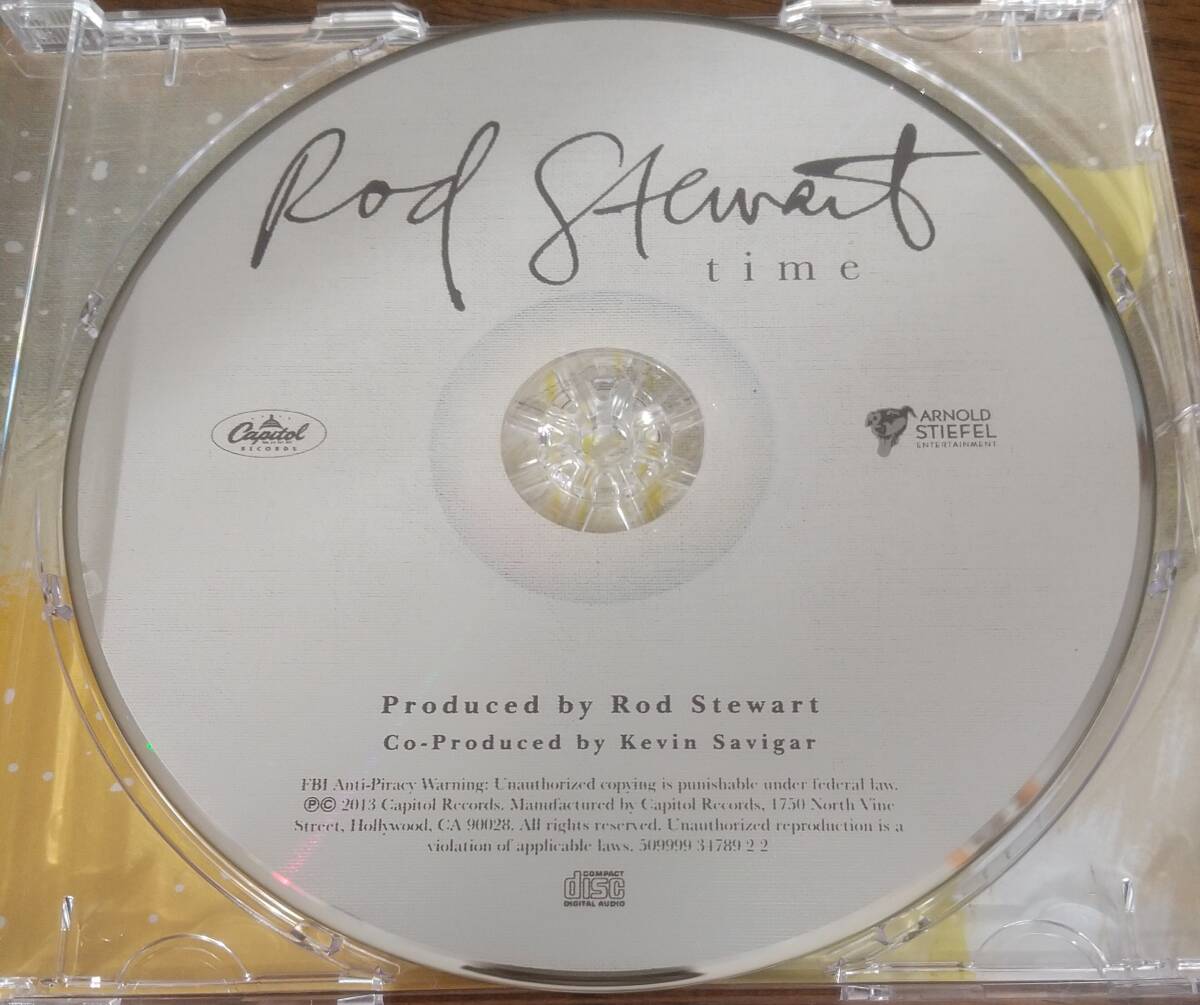 Rod Stewart
time
Capitol
RECORDS
ARNOLD
STIEFEL
ENTERTAINMENT
Produced by Rod Stewart
Co-Produced by Kevin Savigar
FBI Anti-Piracy Warning: Unauthorized copying is punishable under federal law.
℗© 2013 Capitol Records. Manufactured by Capitol Records, 1750 North Vine
Street, Hollywood, CA 90028. All rights reserved. Unauthorized reproduction is a
violation of applicable laws. 509999 34789 2 2
COMPACT
disc
DIGITAL AUDIO